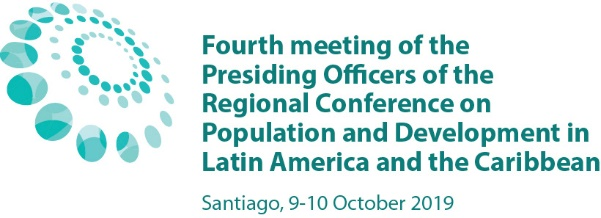 Fourth meeting of the
Presiding Officers of the
Regional Conference on
Population and Development in
Latin America and the Caribbean
Santiago, 9-10 October 2019